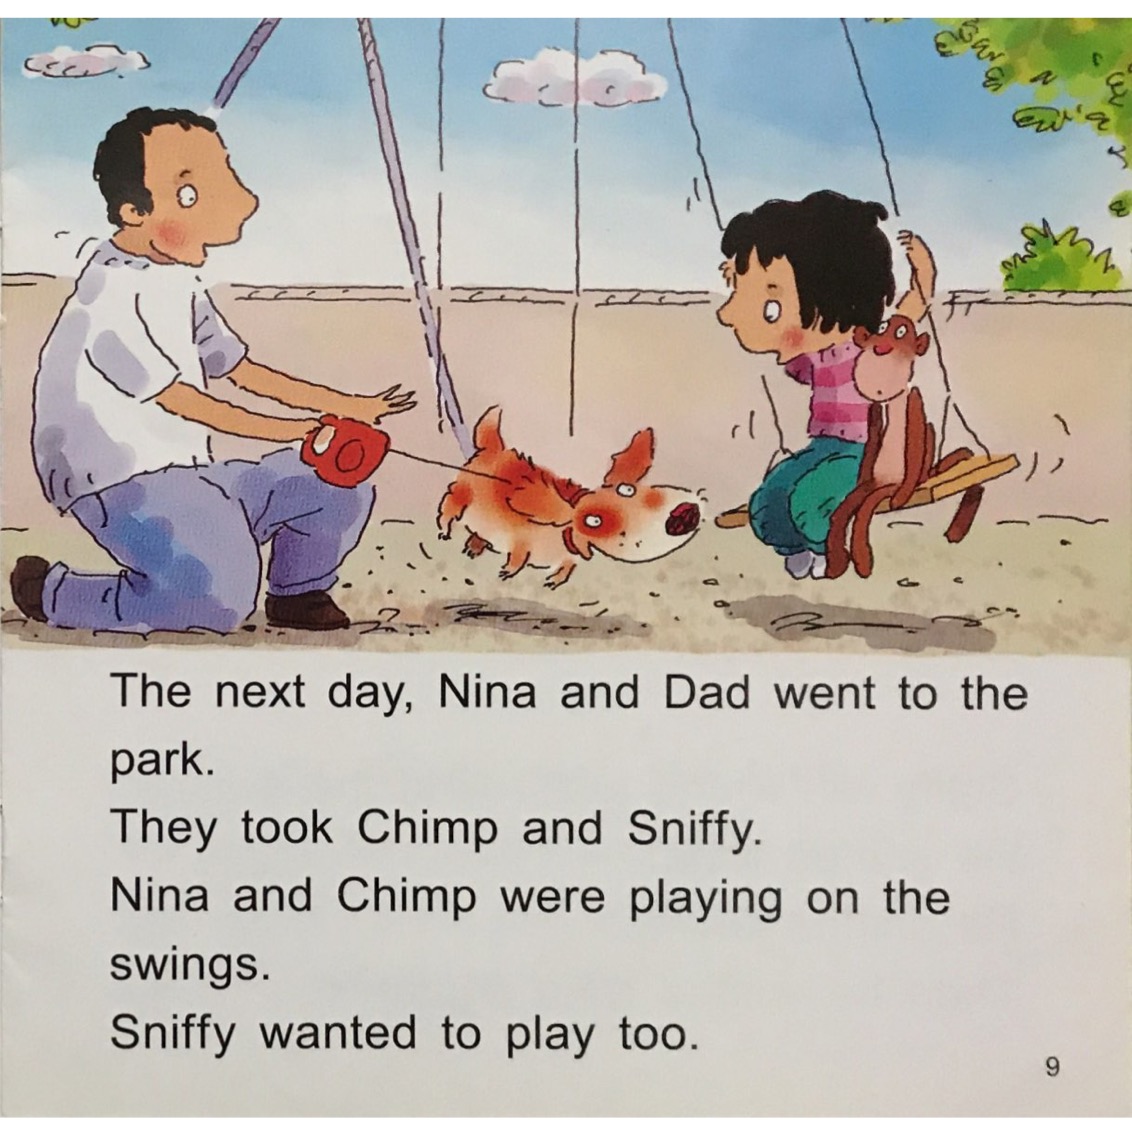 The next day, Nina and Dad went to the
park.
They took Chimp and Sniffy.
Nina and Chimp were playing on the
swings.
Sniffy wanted to play too.
9